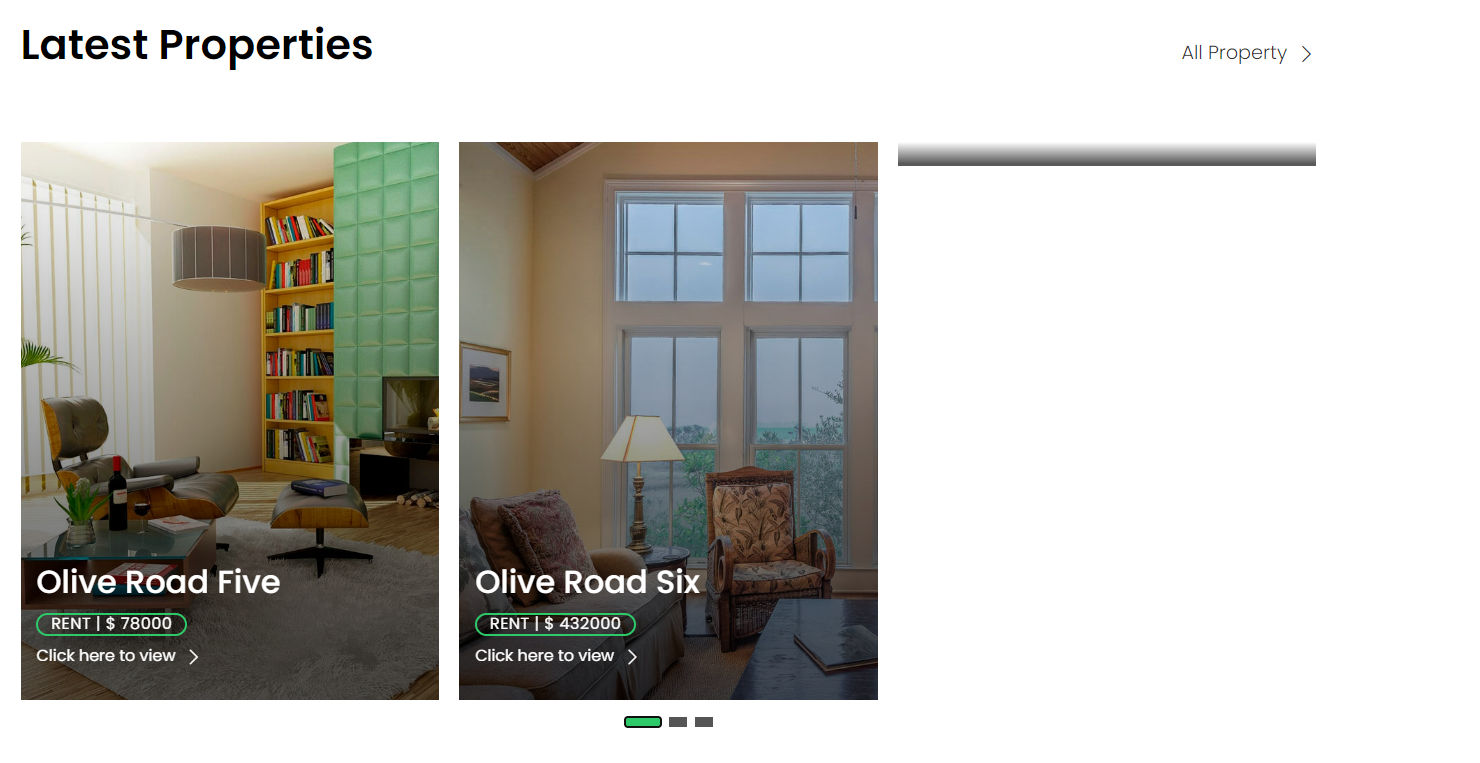 Latest Properties
All Property
Olive Road Five
RENT | $ 78000
Click here to view
Olive Road Six
RENT | $ 432000
Click here to view